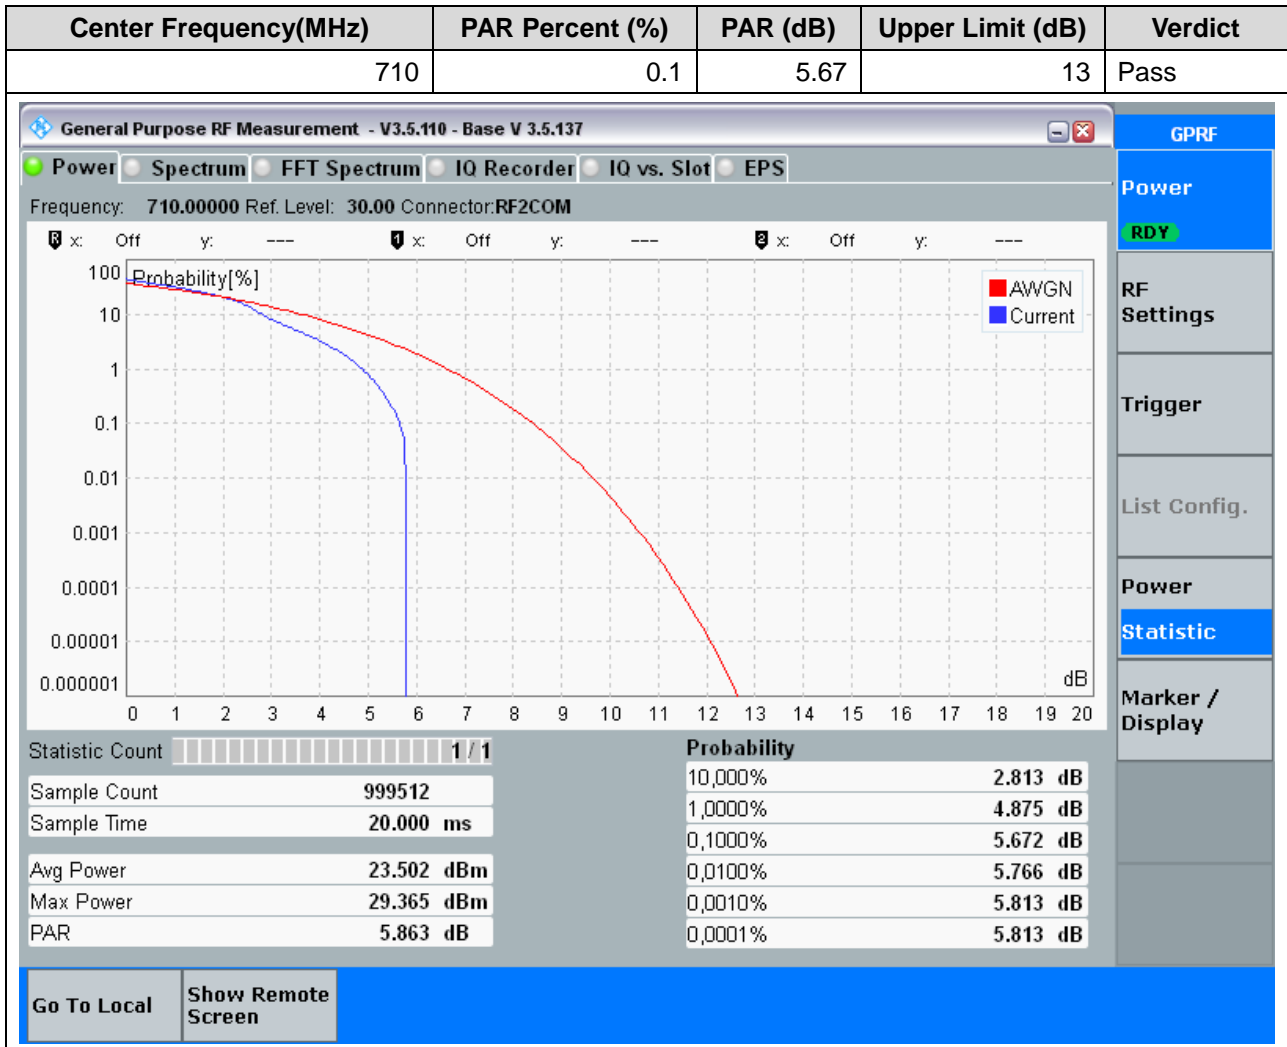 Center Frequency(MHz) PAR Percent (%) PAR (dB) Upper Limit (dB) Verdict
710 0.1 5.67 13 Pass
General Purpose RF Measurement - V3.5.110 - Base V 3.5.137
GPRF
Power Spectrum FFT Spectrum IQ Recorder IQ vs. Slot EPS
Power
RDY
Frequency: 710.00000 Ref. Level: 30.00 Connector:RF2COM
R x: Off y: --- 1 x: Off y: --- 2 x: Off y: ---
Probability[%]
AWGN
Current
100
10
1
0.1
0.01
0.001
0.0001
0.00001
0.000001
dB
0 1 2 3 4 5 6 7 8 9 10 11 12 13 14 15 16 17 18 19 20
RF
Settings
Trigger
List Config.
Power
Statistic
Marker /
Display
Statistic Count 1 / 1
Sample Count 999512
Sample Time 20.000 ms
Avg Power 23.502 dBm
Max Power 29.365 dBm
PAR 5.863 dB
Probability
10,000% 2.813 dB
1,0000% 4.875 dB
0,1000% 5.672 dB
0,0100% 5.766 dB
0,0010% 5.813 dB
0,0001% 5.813 dB
Go To Local
Show Remote
Screen